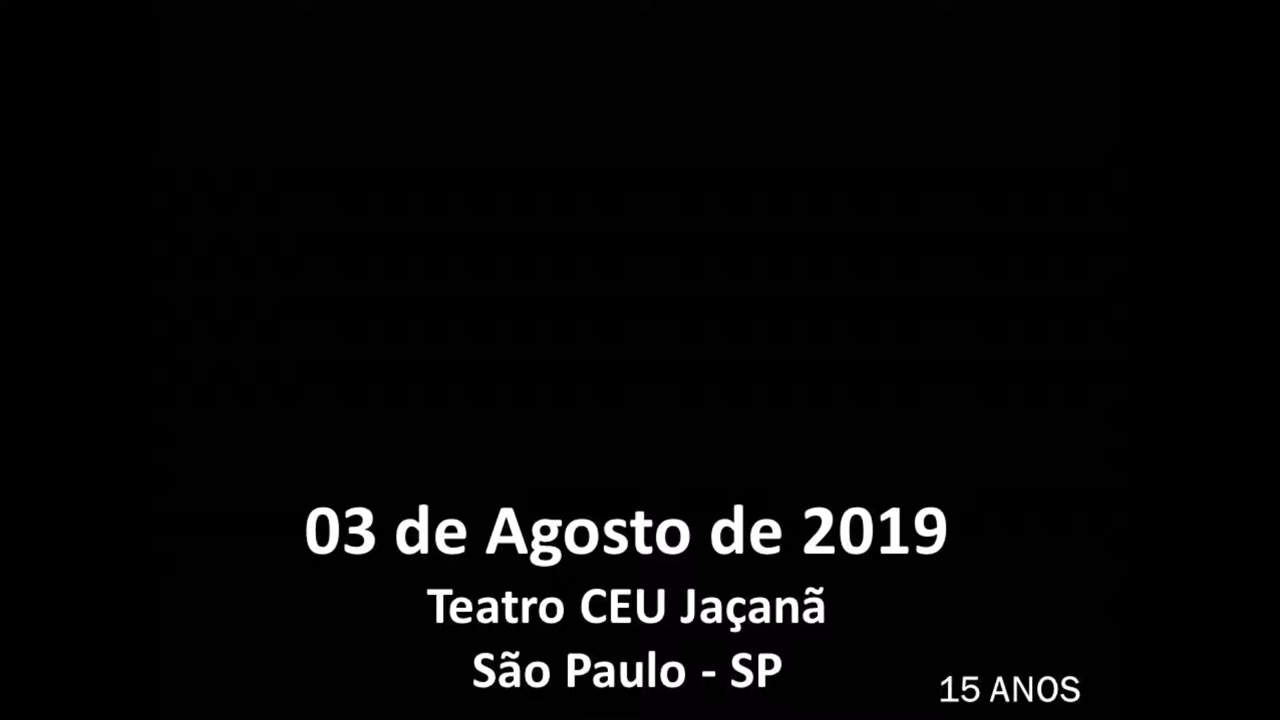 03 de Agosto de 2019
Teatro CEU Jaçanã
São Paulo - SP
15 ANOS